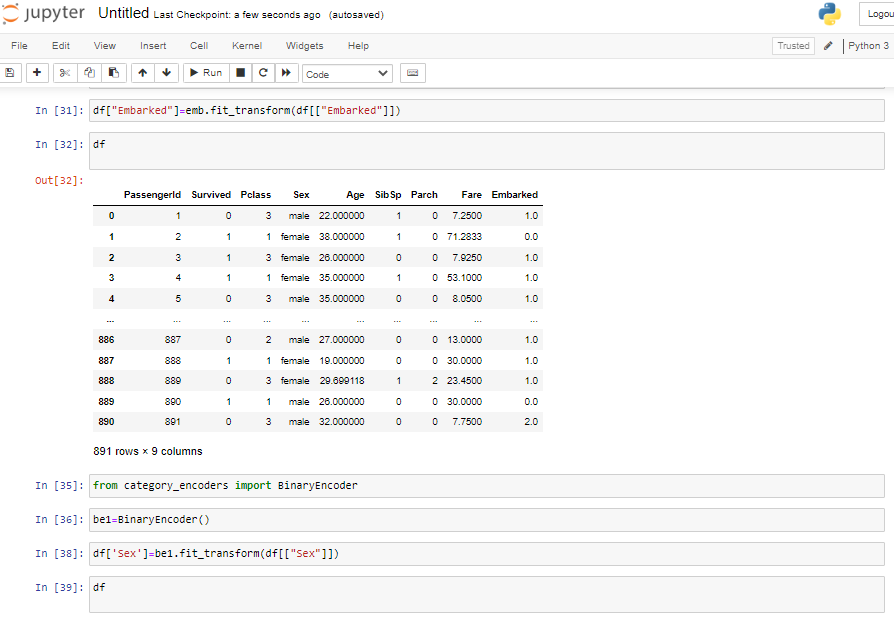 jupyter Untitled Last Checkpoint: a few seconds ago (autosaved) Logou
File Edit View Insert Cell Kernel Widgets Help Trusted Python 3
Run Code
In [31]: df["Embarked"]=emb.fit_transform(df[["Embarked"]])
In [32]: df
Out[32]:
PassengerId Survived Pclass Sex Age SibSp Parch Fare Embarked
0 1 0 3 male 22.000000 1 0 7.2500 1.0
1 2 1 1 female 38.000000 1 0 71.2833 0.0
2 3 1 3 female 26.000000 0 0 7.9250 1.0
3 4 1 1 female 35.000000 1 0 53.1000 1.0
4 5 0 3 male 35.000000 0 0 8.0500 1.0
... ... ... ... ... ... ... ... ... ...
886 887 0 2 male 27.000000 0 0 13.0000 1.0
887 888 1 1 female 19.000000 0 0 30.0000 1.0
888 889 0 3 female 29.699118 1 2 23.4500 1.0
889 890 1 1 male 26.000000 0 0 30.0000 0.0
890 891 0 3 male 32.000000 0 0 7.7500 2.0
891 rows × 9 columns
In [35]: from category_encoders import BinaryEncoder
In [36]: be1=BinaryEncoder()
In [38]: df['Sex']=be1.fit_transform(df[["Sex"]])
In [39]: df